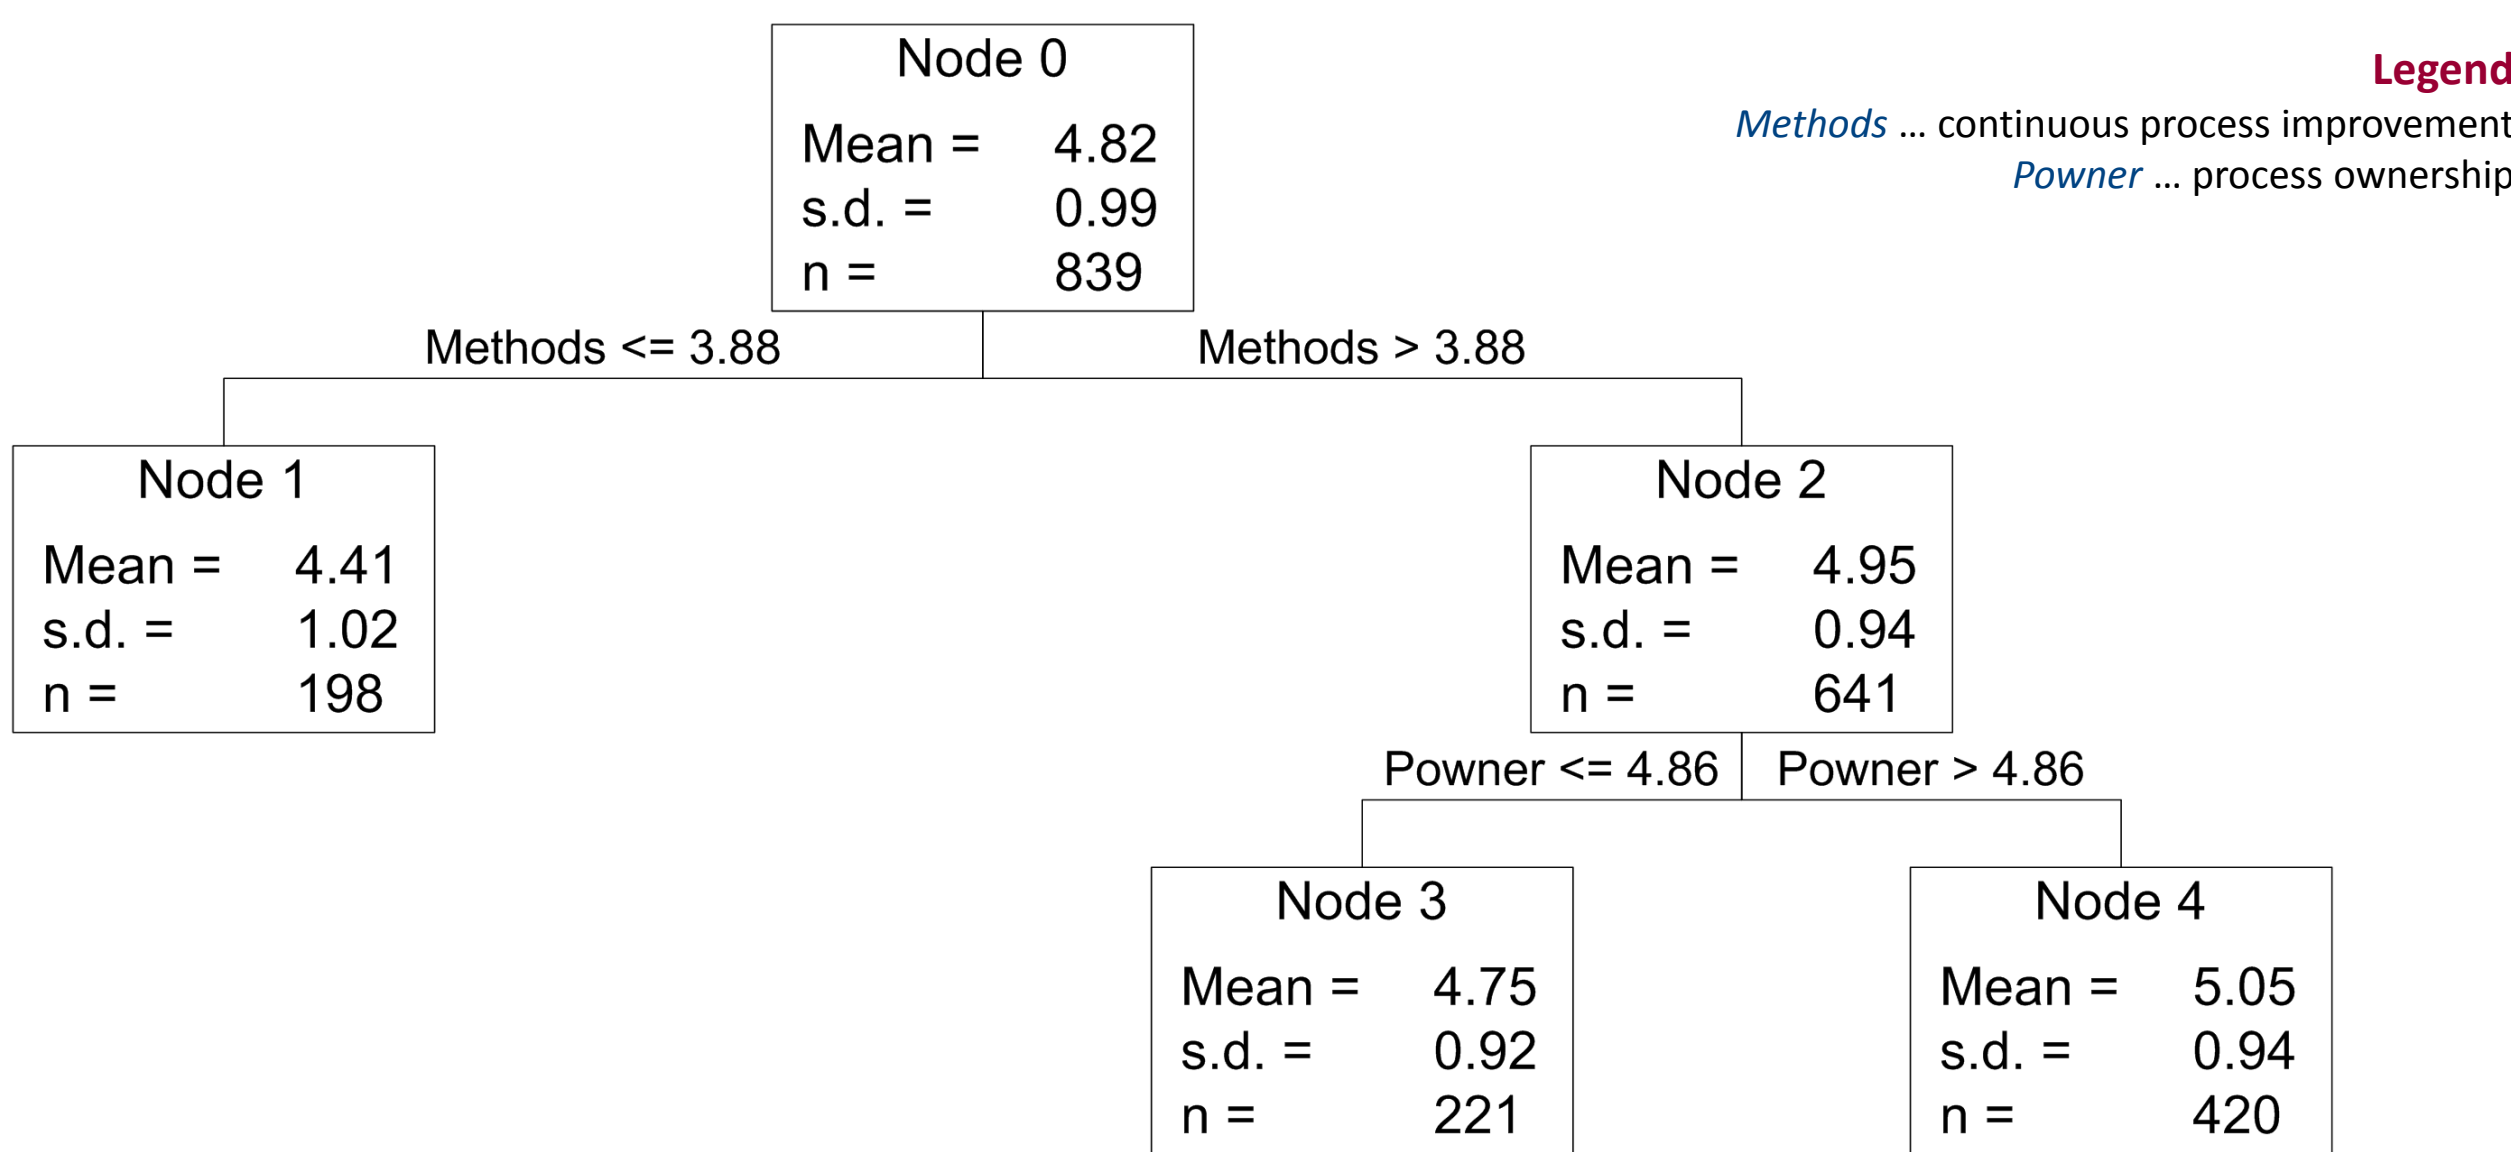 Node 0
Mean = 4.82
s.d. = 0.99
n = 839
Legend
Methods ... continuous process improvement
Powner ... process ownership
Methods <= 3.88
Methods > 3.88
Node 1
Mean = 4.41
s.d. = 1.02
n = 198
Node 2
Mean = 4.95
s.d. = 0.94
n = 641
Powner <= 4.86
Powner > 4.86
Node 3
Mean = 4.75
s.d. = 0.92
n = 221
Node 4
Mean = 5.05
s.d. = 0.94
n = 420